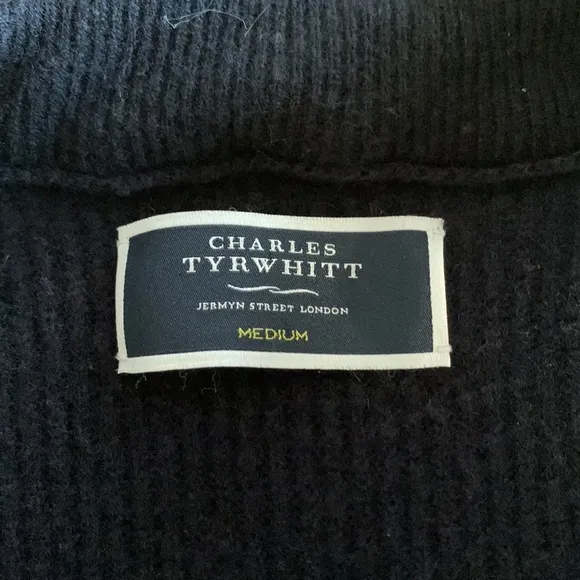 CHARLES
TYRWHITT
JERMYN STREET LONDON
MEDIUM